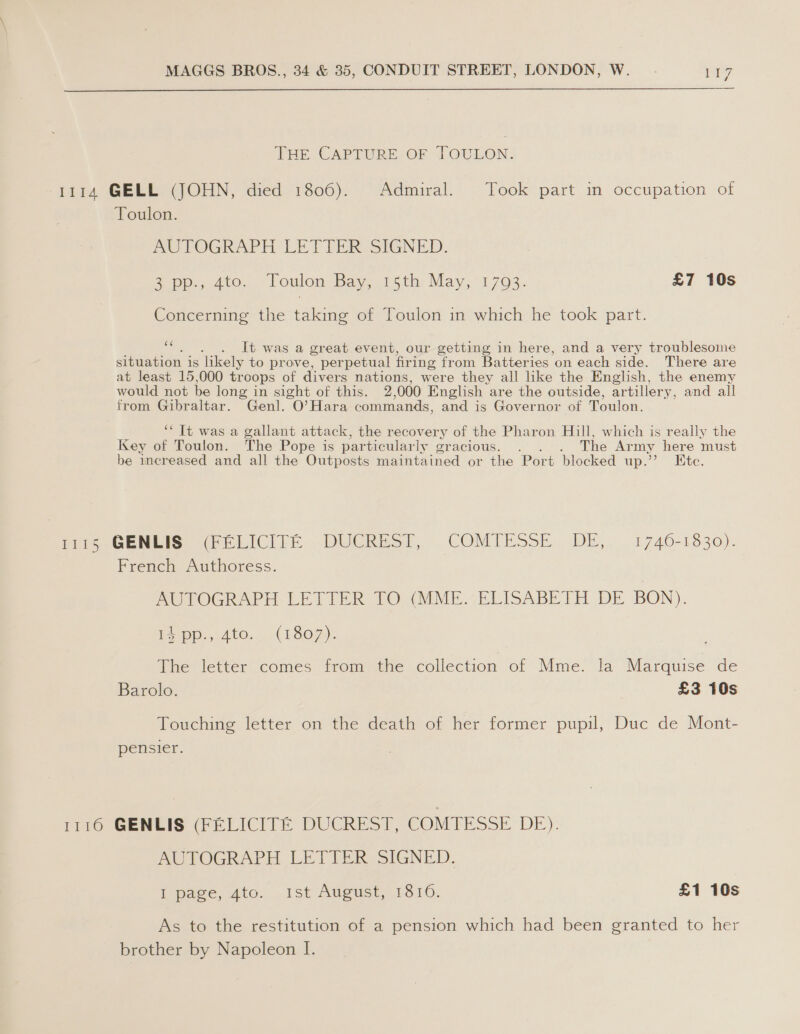 MAGGS BROS., 34 & 35, CONDUIT STREET, LONDON, W. 117
THE CAPTURE OF TOULON.
1114 GELL (JOHN, died 1806). Admiral. Took part in occupation of
Toulon.
AUTOGRAPH LETTER SIGNED.
3 pp., 4to. Toulon Bay, 15th May, 1793. £7 10s
Concerning the taking of Toulon in which he took part.
“ . . . It was a great event, our getting in here, and a very troublesome
situation is likely to prove, perpetual firing from Batteries on each side. There are
at least 15,000 troops of divers nations, were they all like the English, the enemy
would not be long in sight of this. 2,000 English are the outside, artillery, and all
from Gibraltar. Genl. O’Hara commands, and is Governor of Toulon.
“ It was a gallant attack, the recovery of the Pharon Hill, which is really the
Key of Toulon. The Pope is particularly gracious. . . . The Army here must
be increased and all the Outposts maintained or the Port blocked up.” Etc.
1115 GENLIS (FÉLICITÉ DUCREST, COMTESSE DE, 1746-1830).
French Authoress.
AUTOGRAPH LETTER TO (MME. ELISABETH DE BON).
1½ pp., 4to. (1807).
The letter comes from the collection of Mme. la Marquise de
Barolo. £3 10s
Touching letter on the death of her former pupil, Duc de Mont-
pensier.
1116 GENLIS (FÉLICITÉ DUCREST, COMTESSE DE).
AUTOGRAPH LETTER SIGNED.
1 page, 4to. 1st August, 1816. £1 10s
As to the restitution of a pension which had been granted to her
brother by Napoleon I.